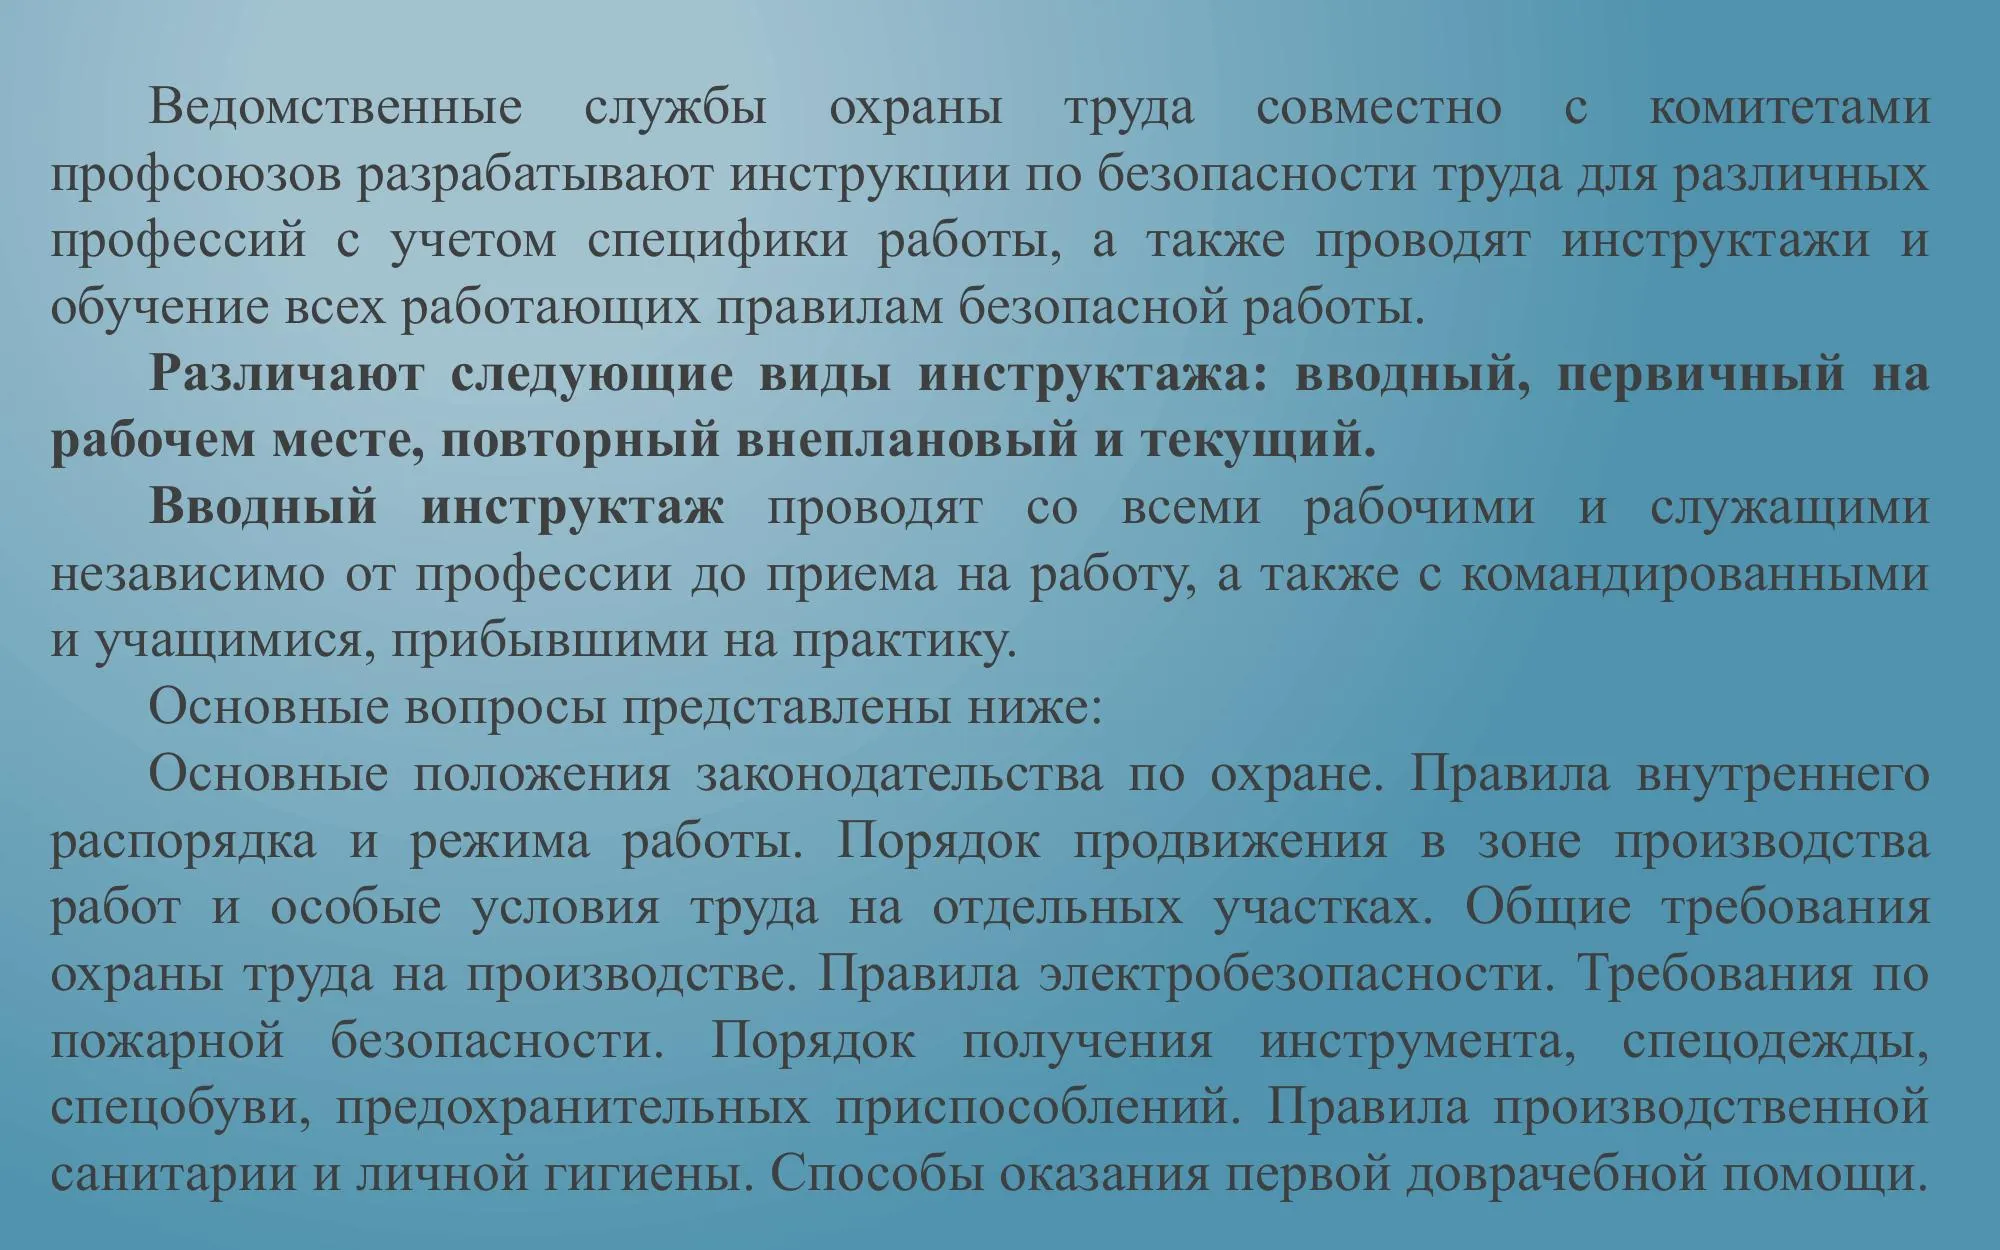 Ведомственные службы охраны труда совместно с комитетами
профсоюзов разрабатывают инструкции по безопасности труда для различных
профессий с учетом специфики работы, а также проводят инструктажи и
обучение всех работающих правилам безопасной работы.
Различают следующие виды инструктажа: вводный, первичный на
рабочем месте, повторный внеплановый и текущий.
Вводный инструктаж проводят со всеми рабочими и служащими
независимо от профессии до приема на работу, а также с командированными
и учащимися, прибывшими на практику.
Основные вопросы представлены ниже:
Основные положения законодательства по охране. Правила внутреннего
распорядка и режима работы. Порядок продвижения в зоне производства
работ и особые условия труда на отдельных участках. Общие требования
охраны труда на производстве. Правила электробезопасности. Требования по
пожарной безопасности. Порядок получения инструмента, спецодежды,
спецобуви, предохранительных приспособлений. Правила производственной
санитарии и личной гигиены. Способы оказания первой доврачебной помощи.